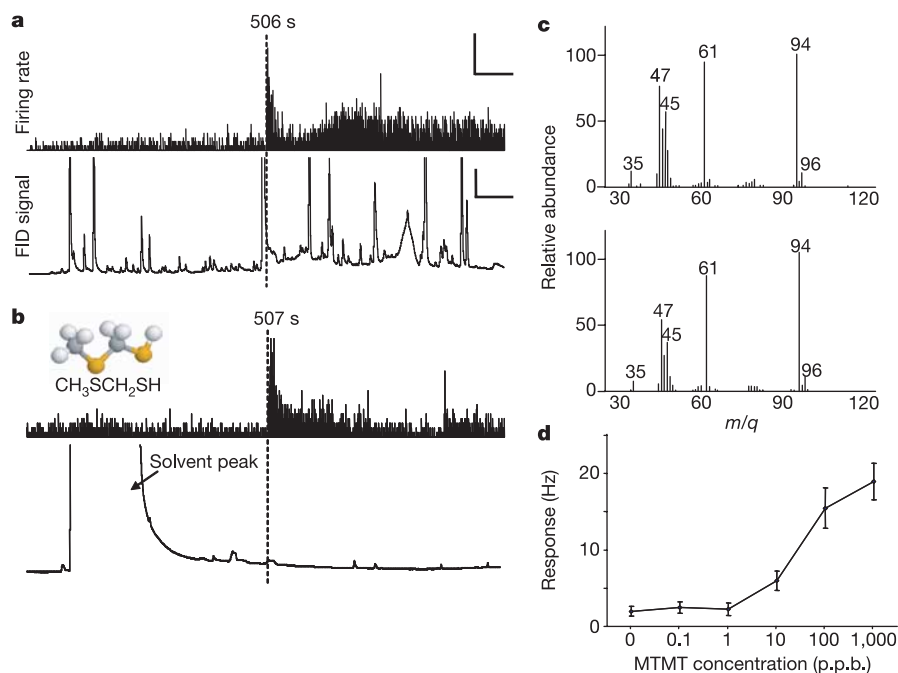 a
506 s
Firing rate
FID signal
b
507 s
CH₃SCH₂SH
Solvent peak
c
Relative abundance
100
50
0
35
47
45
61
94
96
30
60
90
120
100
50
0
35
47
45
61
94
96
30
60
90
120
m/q
d
Response (Hz)
20
10
0
0
0.1
1
10
100
1,000
MTMT concentration (p.p.b.)